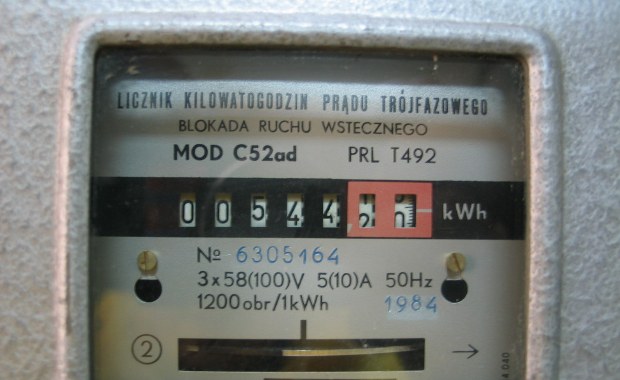 LICZNIK KILOWATOGODZIN PRĄDU TRÓJFAZOWEGO
BLOKADA RUCHU WSTECZNEGO
MOD C52ad PRL T492
0 0 5 4 4 kWh
№ 6305164
3x58(100)V 5(10)A 50Hz
1200obr/1kWh 1984
2 →